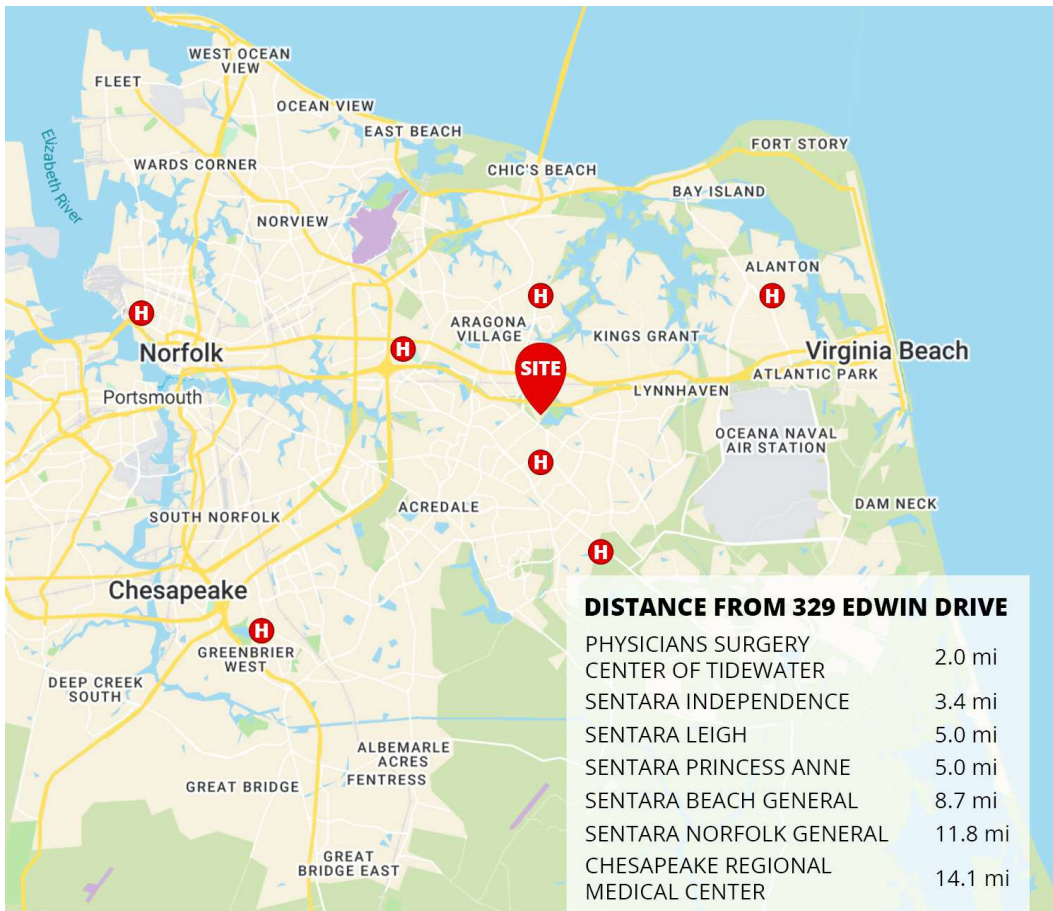 WEST OCEAN
VIEW
FLEET
OCEAN VIEW
EAST BEACH
Elizabeth River
WARDS CORNER
FORT STORY
CHIC'S BEACH
BAY ISLAND
NORVIEW
ALANTON
H
H
H
ARAGONA
VILLAGE
KINGS GRANT
Norfolk
H
Virginia Beach
SITE
ATLANTIC PARK
LYNNHAVEN
Portsmouth
OCEANA NAVAL
AIR STATION
H
ACREDALE
DAM NECK
SOUTH NORFOLK
H
Chesapeake
H
GREENBRIER
WEST
DEEP CREEK
SOUTH
ALBEMARLE
ACRES
FENTRESS
GREAT BRIDGE
GREAT
BRIDGE EAST
DISTANCE FROM 329 EDWIN DRIVE
PHYSICIANS SURGERY
CENTER OF TIDEWATER 2.0 mi
SENTARA INDEPENDENCE 3.4 mi
SENTARA LEIGH 5.0 mi
SENTARA PRINCESS ANNE 5.0 mi
SENTARA BEACH GENERAL 8.7 mi
SENTARA NORFOLK GENERAL 11.8 mi
CHESAPEAKE REGIONAL
MEDICAL CENTER 14.1 mi